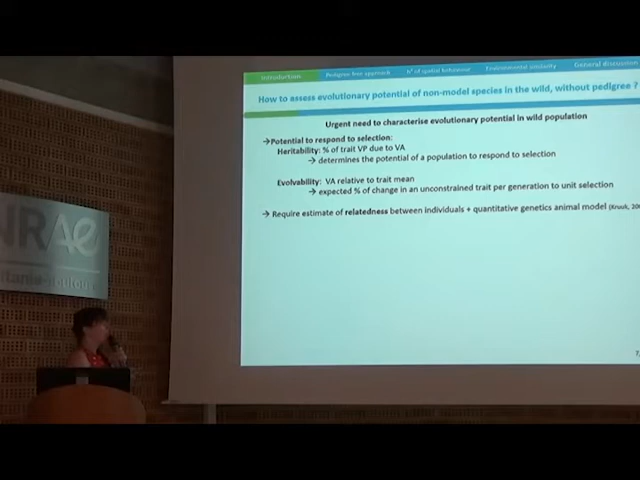 Introduction
Pedigree-free approach
h² of spatial behaviour
Environmental similarity
General discussion
How to assess evolutionary potential of non-model species in the wild, without pedigree ?
Urgent need to characterise evolutionary potential in wild population
→Potential to respond to selection:
Heritability: % of trait VP due to VA
→ determines the potential of a population to respond to selection
Evolvability: VA relative to trait mean
→ expected % of change in an unconstrained trait per generation to unit selection
→ Require estimate of relatedness between individuals + quantitative genetics animal model (Kruuk, 20
7
NRAE